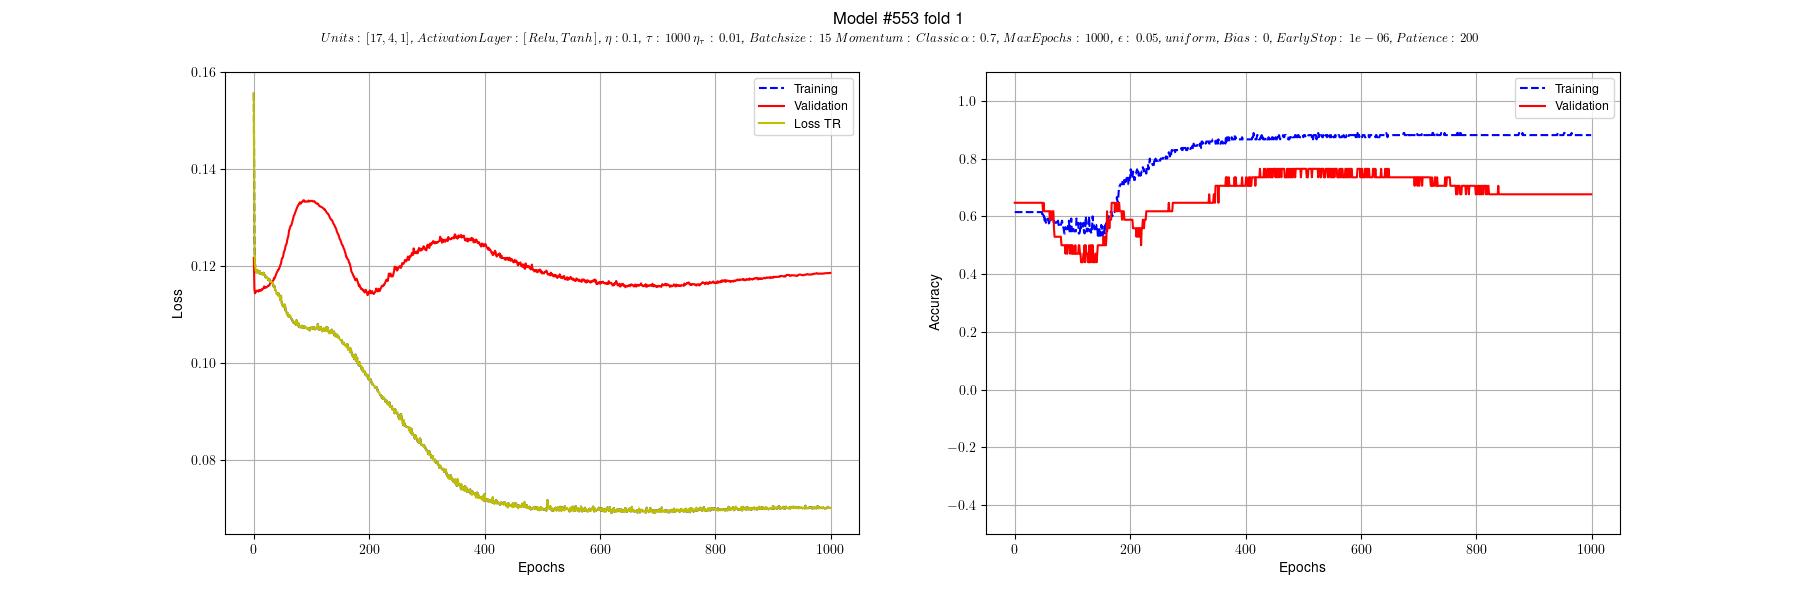 Model #553 fold 1
Units : [17, 4, 1], ActivationLayer : [Relu, Tanh], η : 0.1, τ : 1000 η_τ : 0.01, Batchsize : 15 Momentum : Classic α : 0.7, MaxEpochs : 1000, ϵ : 0.05, uniform, Bias : 0, EarlyStop : 1e − 06, Patience : 200
0.16
0.14
0.12
0.10
0.08
Loss
0 200 400 600 800 1000
Epochs
Training
Validation
Loss TR
1.0
0.8
0.6
0.4
0.2
0.0
−0.2
−0.4
Accuracy
0 200 400 600 800 1000
Epochs
Training
Validation